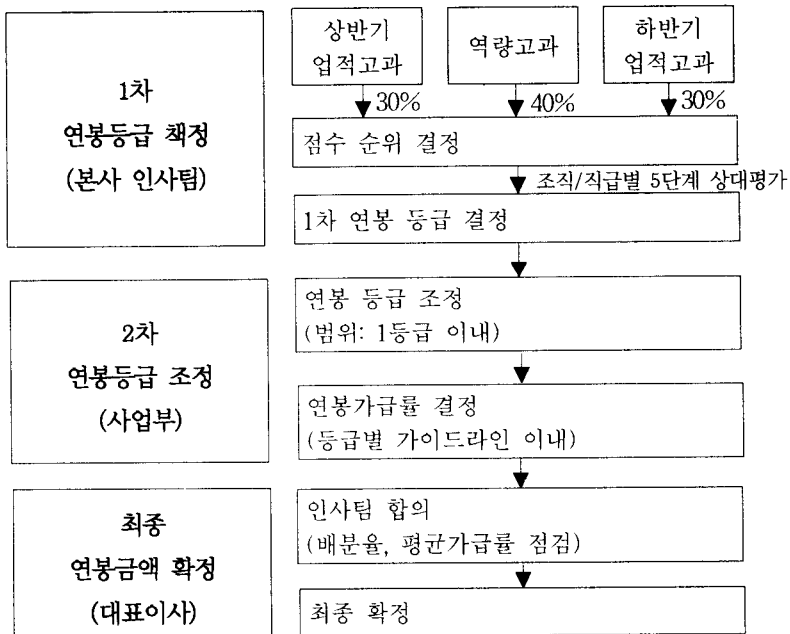 상반기
업적고과
역량고과
하반기
업적고과
1차
연봉등급 책정
(본사 인사팀)
30%
40%
30%
점수 순위 결정
조직/직급별 5단계 상대평가
1차 연봉 등급 결정
2차
연봉등급 조정
(사업부)
연봉 등급 조정
(범위: 1등급 이내)
연봉가급률 결정
(등급별 가이드라인 이내)
최종
연봉금액 확정
(대표이사)
인사팀 합의
(배분율, 평균가급률 점검)
최종 확정